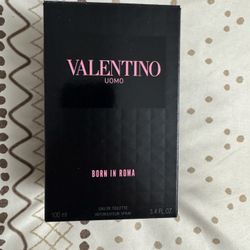 VALENTINO
UOMO
BORN IN ROMA
EAU DE TOILETTE
100 ml VAPORISATEUR SPRAY 3.4 FL.OZ